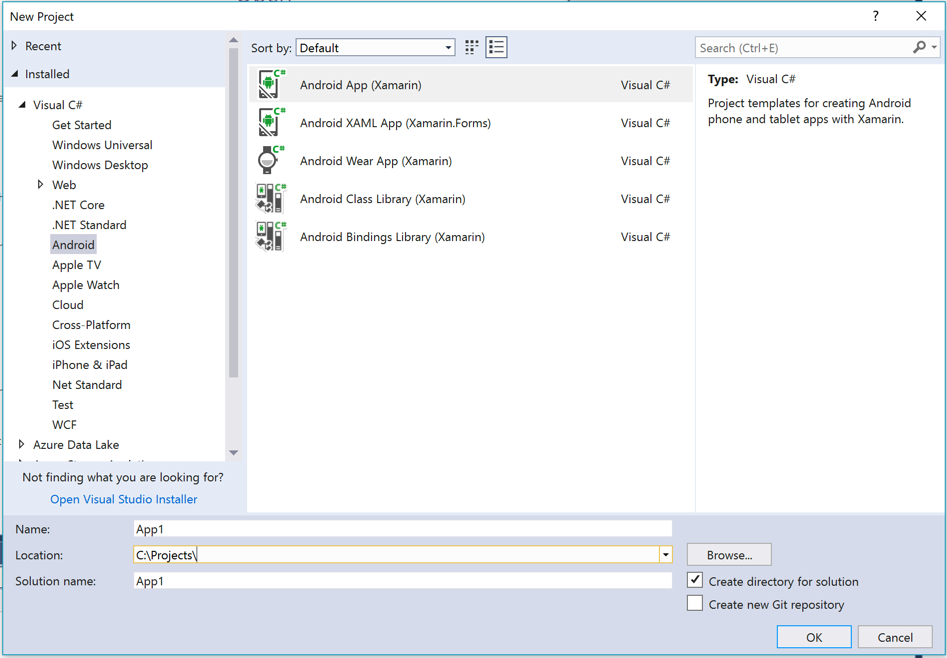 New Project
?
Recent
Installed
Visual C#
Get Started
Windows Universal
Windows Desktop
Web
.NET Core
.NET Standard
Android
Apple TV
Apple Watch
Cloud
Cross-Platform
iOS Extensions
iPhone & iPad
Net Standard
Test
WCF
Azure Data Lake
Not finding what you are looking for?
Open Visual Studio Installer
Sort by: Default
C# Android App (Xamarin) Visual C#
C# Android XAML App (Xamarin.Forms) Visual C#
C# Android Wear App (Xamarin) Visual C#
C# Android Class Library (Xamarin) Visual C#
C# Android Bindings Library (Xamarin) Visual C#
Search (Ctrl+E)
Type: Visual C#
Project templates for creating Android
phone and tablet apps with Xamarin.
Name: App1
Location: C:\Projects\
Browse...
Solution name: App1
Create directory for solution
Create new Git repository
OK Cancel